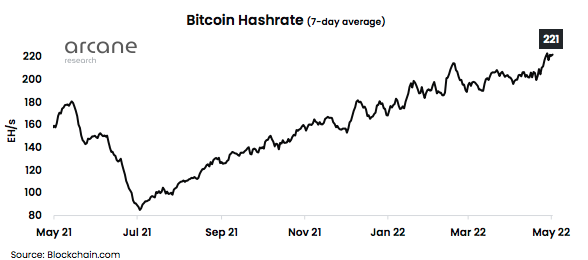 Bitcoin Hashrate (7-day average)
arcane
research
221
EH/s
220
200
180
160
140
120
100
80
May 21 Jul 21 Sep 21 Nov 21 Jan 22 Mar 22 May 22
Source: Blockchain.com